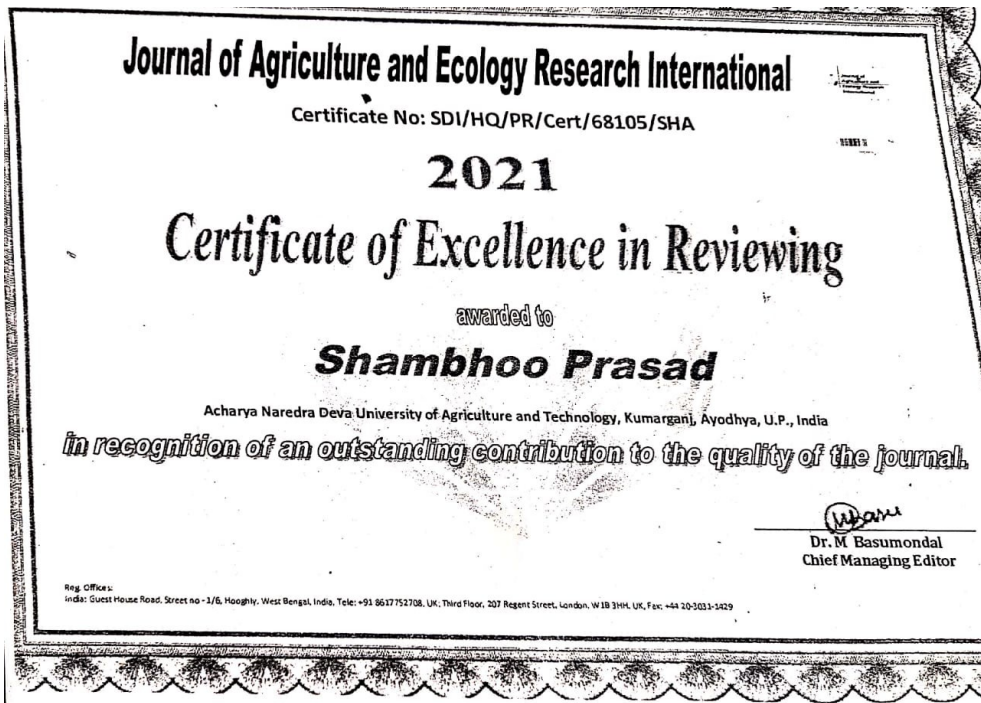 Journal of Agriculture and Ecology Research International
Certificate No: SDI/HQ/PR/Cert/68105/SHA
2021
Certificate of Excellence in Reviewing
awarded to
Shambhoo Prasad
Acharya Naredra Deva University of Agriculture and Technology, Kumarganj, Ayodhya, U.P., India
in recognition of an outstanding contribution to the quality of the journal.
Dr. M Basumondal
Chief Managing Editor
Reg. Offices:
India: Guest House Road, Street no - 1/6, Hooghly, West Bengal, India, Tele: +91 8617752708, UK: Third Floor, 207 Regent Street, London, W1B 3HH, UK, Fax: +44 20-3031-1429